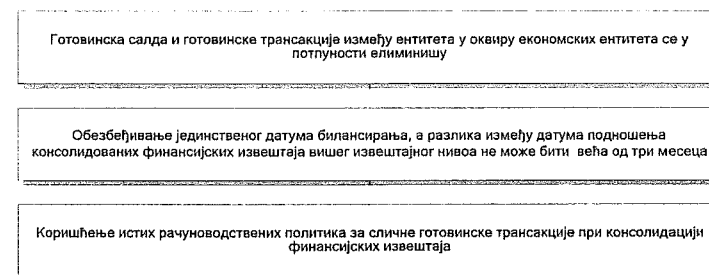 Готовинска салда и готовинске трансакције између ентитета у оквиру економских ентитета се у
потпуности елиминишу
Обезбеђивање јединственог датума билансирања, а разлика између датума подношења
консолидованих финансијских извештаја вишег извештајног нивоа не може бити већа од три месеца
Коришћење истих рачуноводствених политика за сличне готовинске трансакције при консолидацији
финансијских извештаја